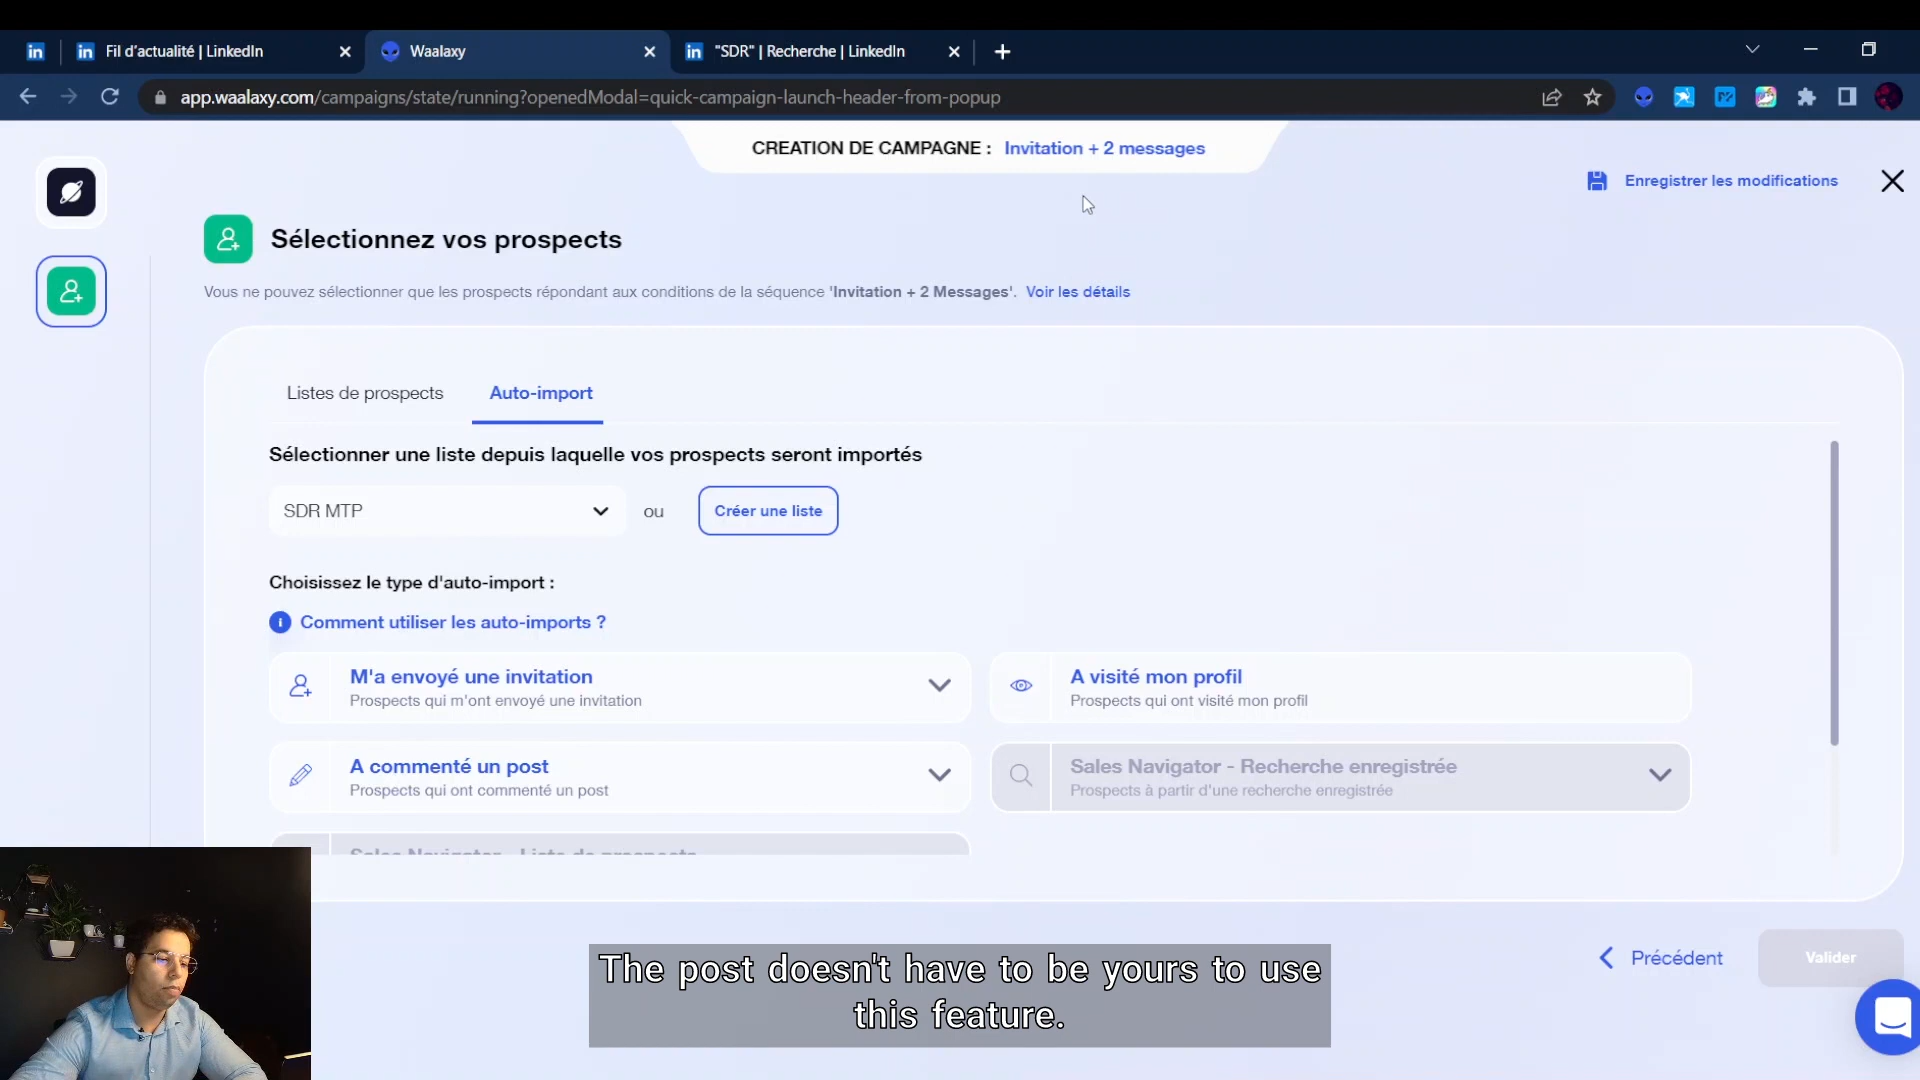 Fil d'actualité | LinkedIn
Waalaxy
"SDR" | Recherche | LinkedIn
app.waalaxy.com/campaigns/state/running?openedModal=quick-campaign-launch-header-from-popup
CREATION DE CAMPAGNE : Invitation + 2 messages
Enregistrer les modifications
Sélectionnez vos prospects
Vous ne pouvez sélectionner que les prospects répondant aux conditions de la séquence 'Invitation + 2 Messages'. Voir les détails
Listes de prospects
Auto-import
Sélectionner une liste depuis laquelle vos prospects seront importés
SDR MTP
ou
Créer une liste
Choisissez le type d'auto-import :
Comment utiliser les auto-imports ?
M'a envoyé une invitation
Prospects qui m'ont envoyé une invitation
A visité mon profil
Prospects qui ont visité mon profil
A commenté un post
Prospects qui ont commenté un post
Sales Navigator - Recherche enregistrée
Prospects à partir d'une recherche enregistrée
Sales Navigator - Liste de prospects
Précédent
Valider
The post doesn't have to be yours to use
this feature.